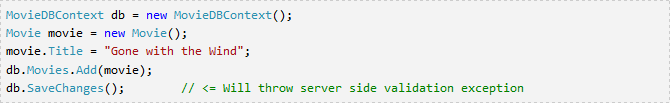 MovieDBContext db = new MovieDBContext();
Movie movie = new Movie();
movie.Title = "Gone with the Wind";
db.Movies.Add(movie);
db.SaveChanges();        // <= Will throw server side validation exception